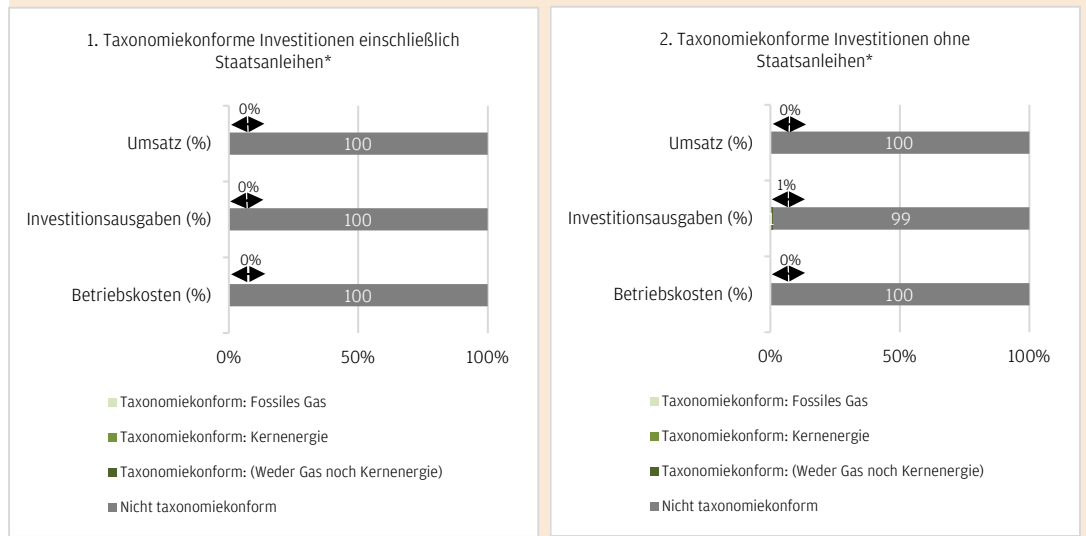 1. Taxonomiekonforme Investitionen einschließlich
Staatsanleihen*
0%
Umsatz (%)
100
0%
Investitionsausgaben (%)
100
0%
Betriebskosten (%)
100
0%
50%
100%
Taxonomiekonform: Fossiles Gas
Taxonomiekonform: Kernenergie
Taxonomiekonform: (Weder Gas noch Kernenergie)
Nicht taxonomiekonform
2. Taxonomiekonforme Investitionen ohne
Staatsanleihen*
0%
Umsatz (%)
100
1%
Investitionsausgaben (%)
99
0%
Betriebskosten (%)
100
0%
50%
100%
Taxonomiekonform: Fossiles Gas
Taxonomiekonform: Kernenergie
Taxonomiekonform: (Weder Gas noch Kernenergie)
Nicht taxonomiekonform